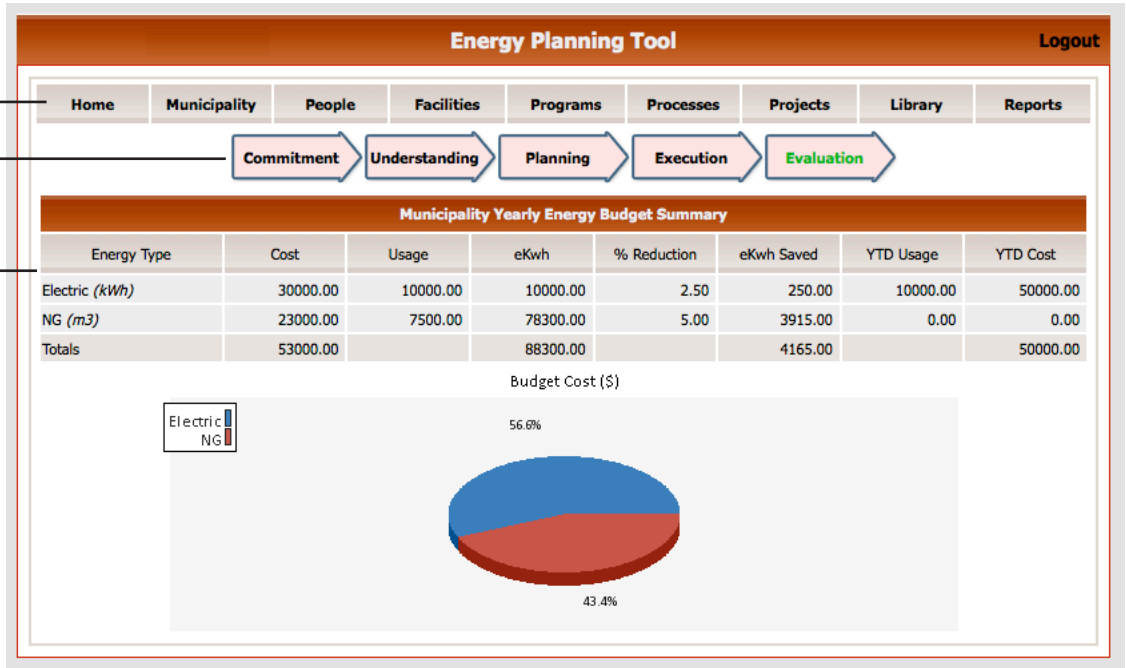 Energy Planning Tool Logout
Home Municipality People Facilities Programs Processes Projects Library Reports
Commitment Understanding Planning Execution Evaluation
Municipality Yearly Energy Budget Summary
Energy Type Cost Usage eKwh % Reduction eKwh Saved YTD Usage YTD Cost
Electric (kWh) 30000.00 10000.00 10000.00 2.50 250.00 10000.00 50000.00
NG (m3) 23000.00 7500.00 78300.00 5.00 3915.00 0.00 0.00
Totals 53000.00 88300.00 4165.00 50000.00
Budget Cost ($)
Electric
NG
56.6%
43.4%